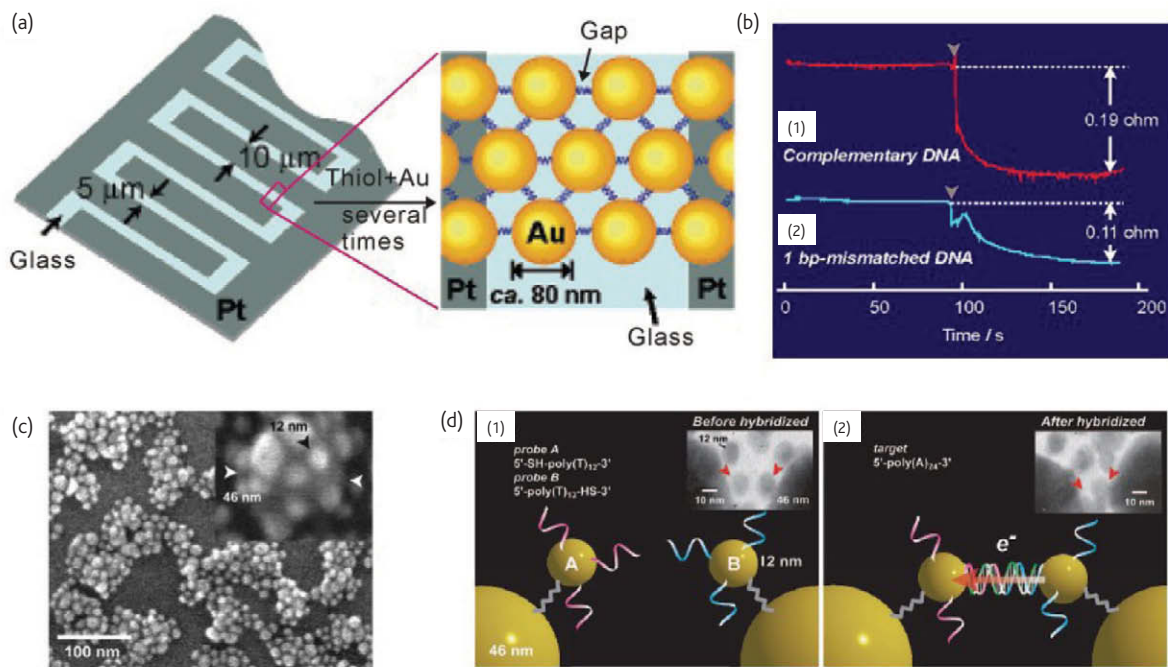 (a)
Gap
10 μm
5 μm
Glass
Pt
Thiol+Au
several
times
Au
Pt
Pt
ca. 80 nm
Glass
(b)
(1)
Complementary DNA
0.19 ohm
(2)
1 bp-mismatched DNA
0.11 ohm
0 50 100 150 200
Time / s
(c)
12 nm
46 nm
100 nm
(d)
(1)
Before hybridized
probe A
5'-SH-poly(T)12-3'
probe B
5'-poly(T)12-HS-3'
12 nm
10 nm
46 nm
A
B
12 nm
46 nm
(2)
After hybridized
target
5'-poly(A)24-3'
10 nm
e-